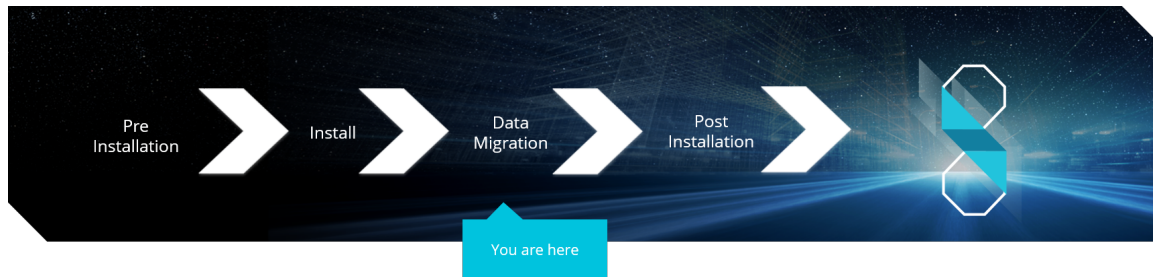 Pre
Installation
Install
Data
Migration
Post
Installation
You are here